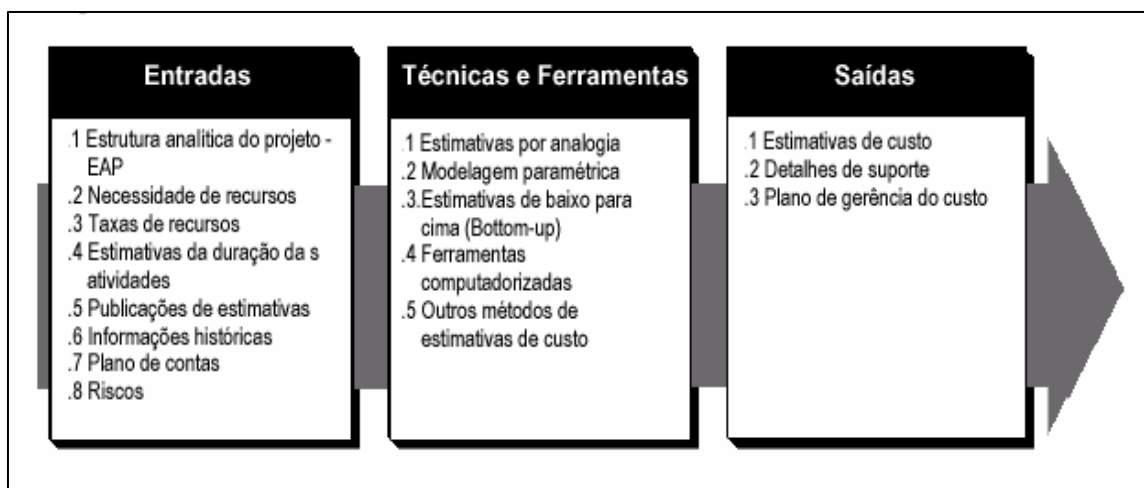 Entradas
.1 Estrutura analítica do projeto -
EAP
.2 Necessidade de recursos
.3 Taxas de recursos
.4 Estimativas da duração da s
atividades
.5 Publicações de estimativas
.6 Informações históricas
.7 Plano de contas
.8 Riscos
Técnicas e Ferramentas
.1 Estimativas por analogia
.2 Modelagem paramétrica
.3 Estimativas de baixo para
cima (Bottom-up)
.4 Ferramentas
computadorizadas
.5 Outros métodos de
estimativas de custo
Saídas
.1 Estimativas de custo
.2 Detalhes de suporte
.3 Plano de gerência do custo